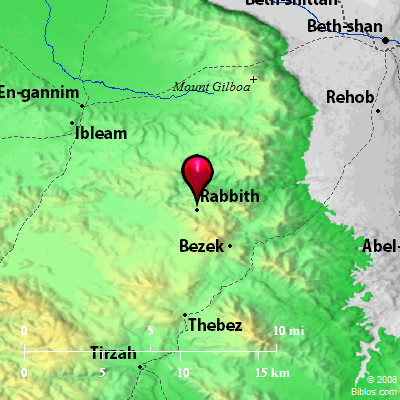 Beth-shittah
Beth-shan
Mount Gilboa
En-gannim
Rehob
Ibleam
Rabbith
Bezek
Abel-
Thebez
0 5 10 mi
Tirzah
0 5 10 15 km
© 2008
Biblos.com